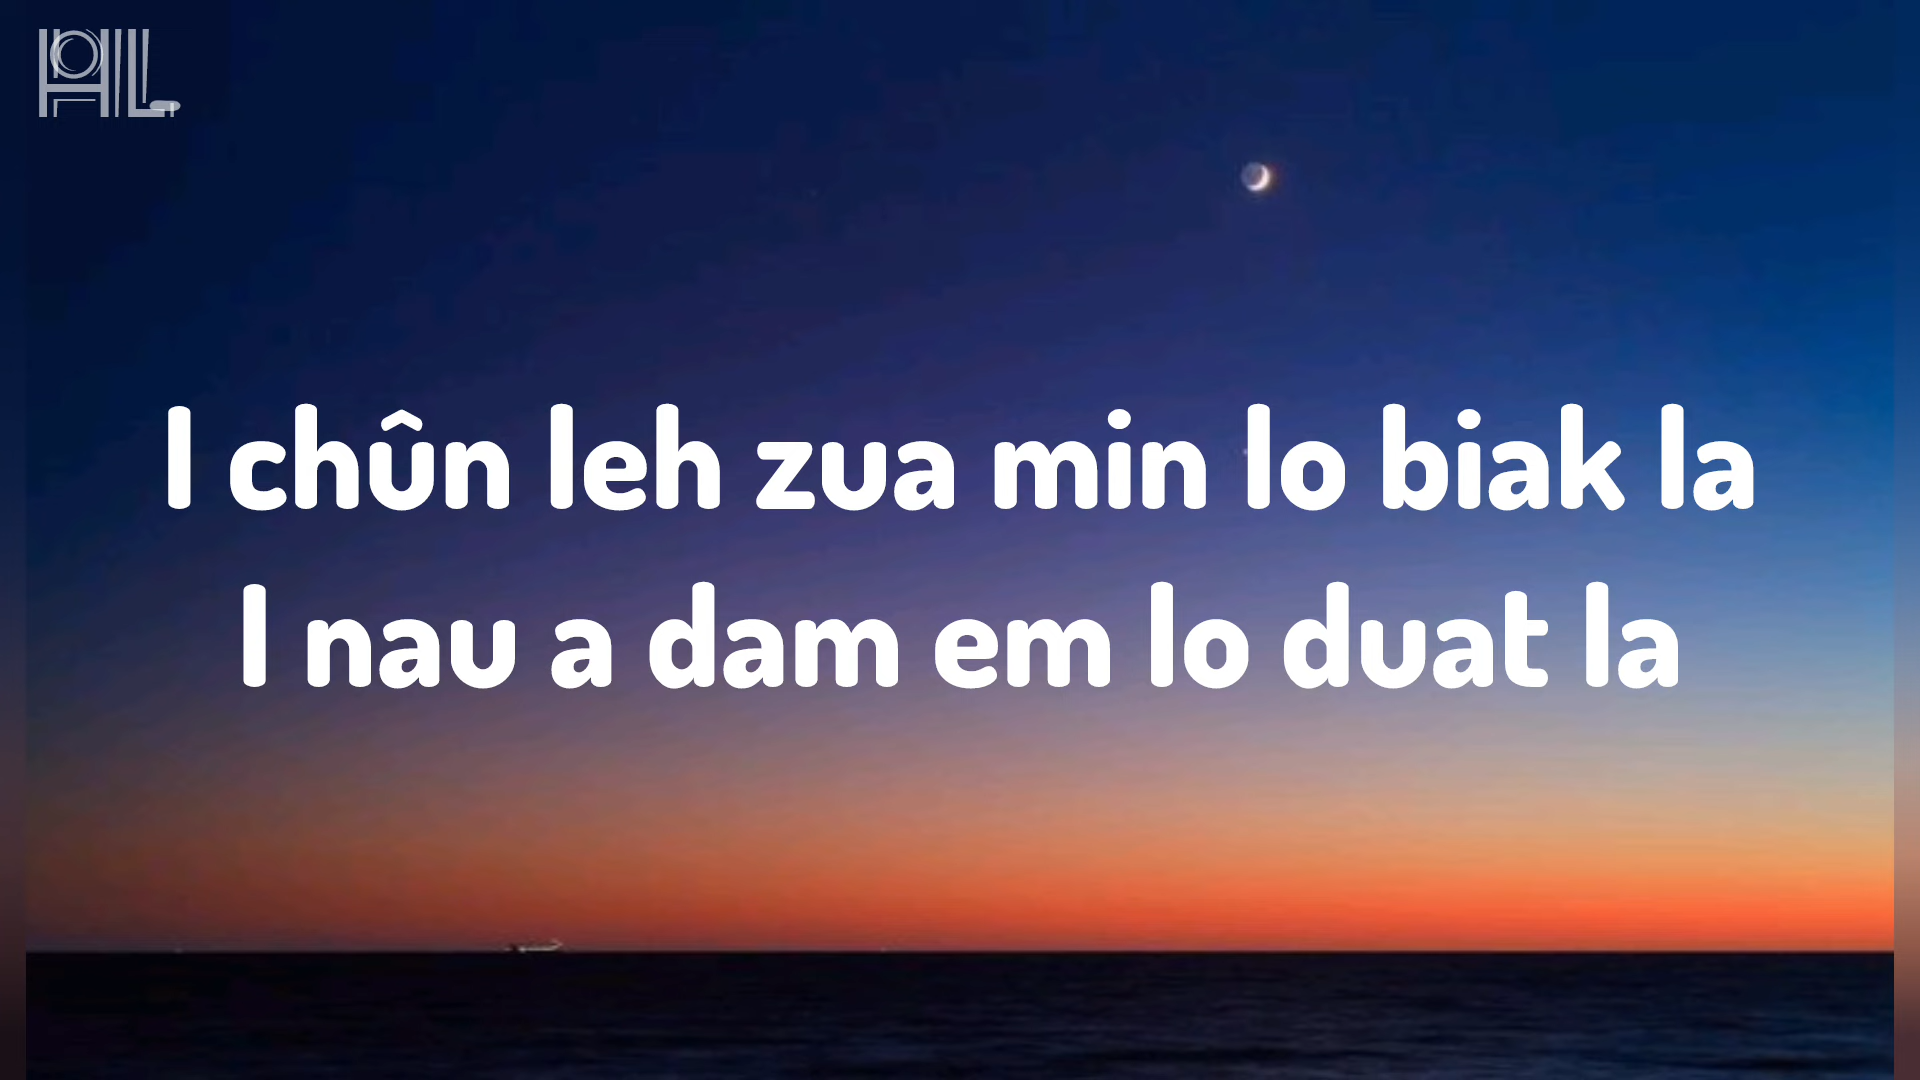 I chûn leh zua min lo biak la
I nau a dam em lo duat la